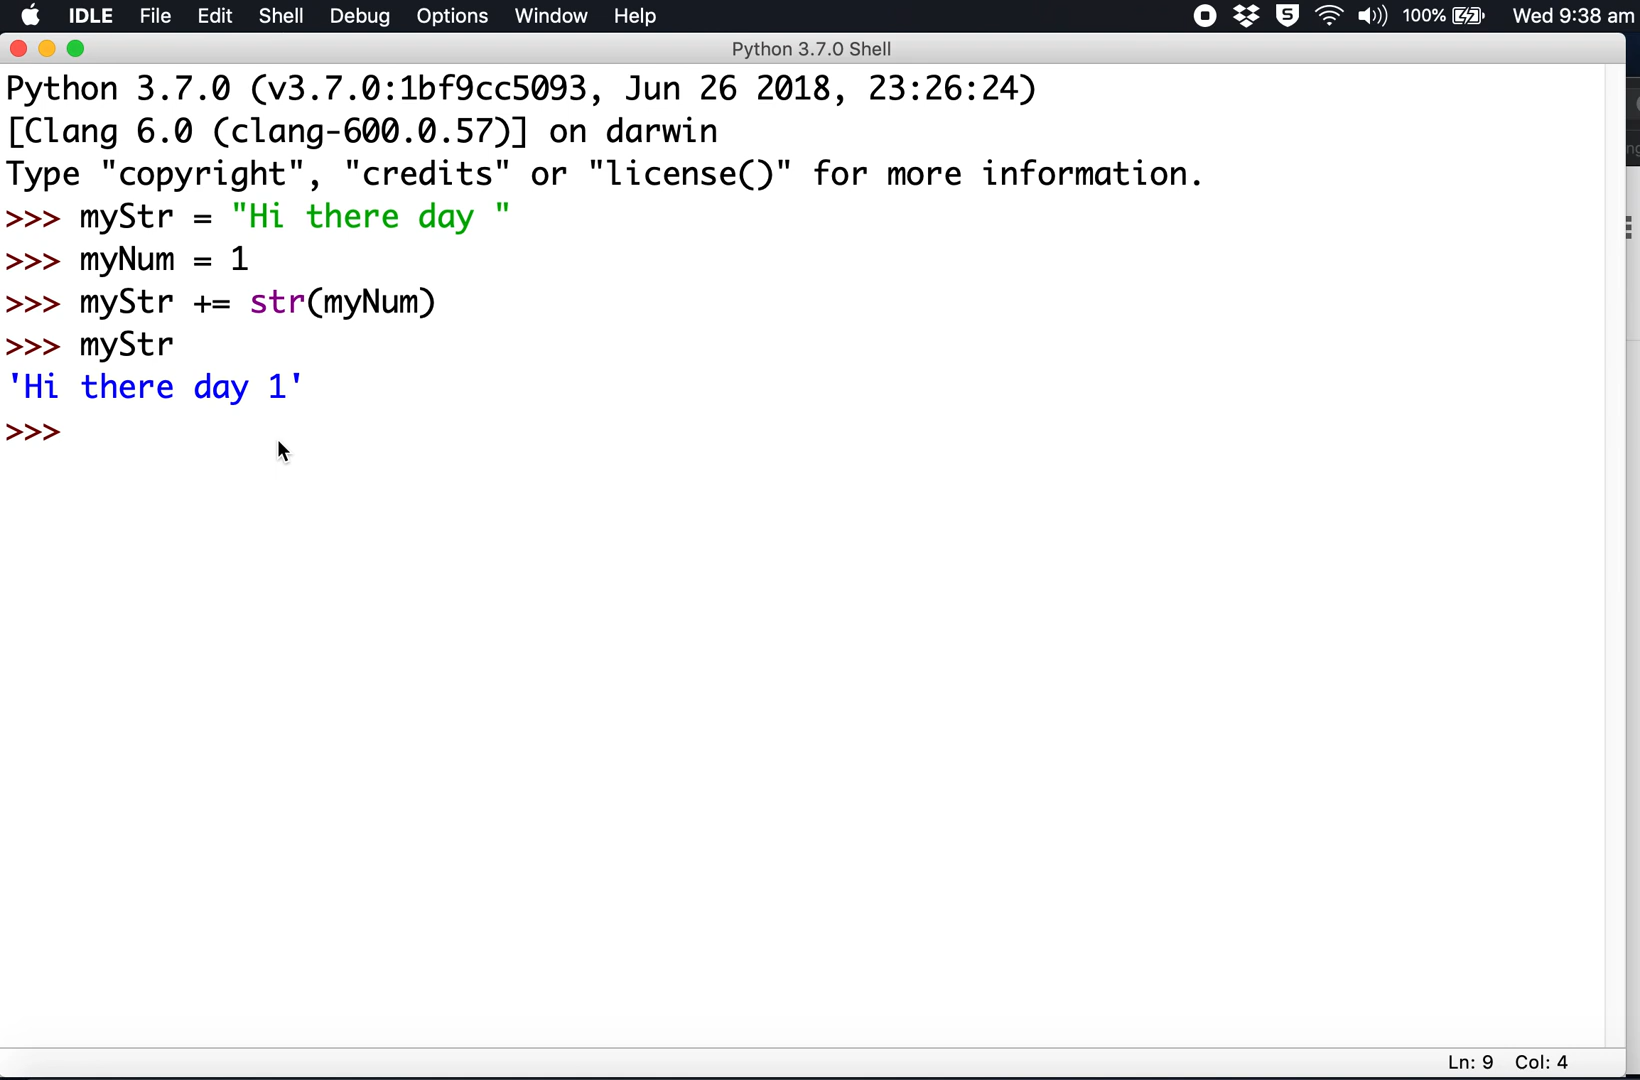 IDLE File Edit Shell Debug Options Window Help 100% Wed 9:38 am
Python 3.7.0 Shell
Python 3.7.0 (v3.7.0:1bf9cc5093, Jun 26 2018, 23:26:24)
[Clang 6.0 (clang-600.0.57)] on darwin
Type "copyright", "credits" or "license()" for more information.
>>> myStr = "Hi there day "
>>> myNum = 1
>>> myStr += str(myNum)
>>> myStr
'Hi there day 1'
>>>
Ln: 9 Col: 4